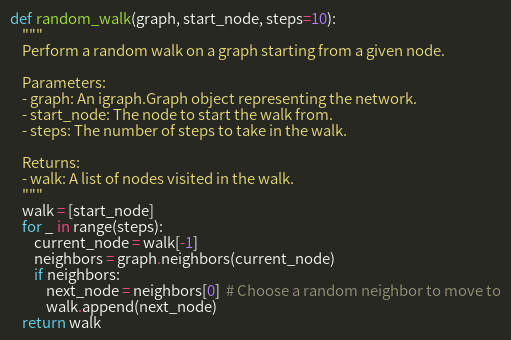 def random_walk(graph, start_node, steps=10):
"""
Perform a random walk on a graph starting from a given node.
Parameters:
- graph: An igraph.Graph object representing the network.
- start_node: The node to start the walk from.
- steps: The number of steps to take in the walk.
Returns:
- walk: A list of nodes visited in the walk.
"""
walk = [start_node]
for _ in range(steps):
current_node = walk[-1]
neighbors = graph.neighbors(current_node)
if neighbors:
next_node = neighbors[0] # Choose a random neighbor to move to
walk.append(next_node)
return walk